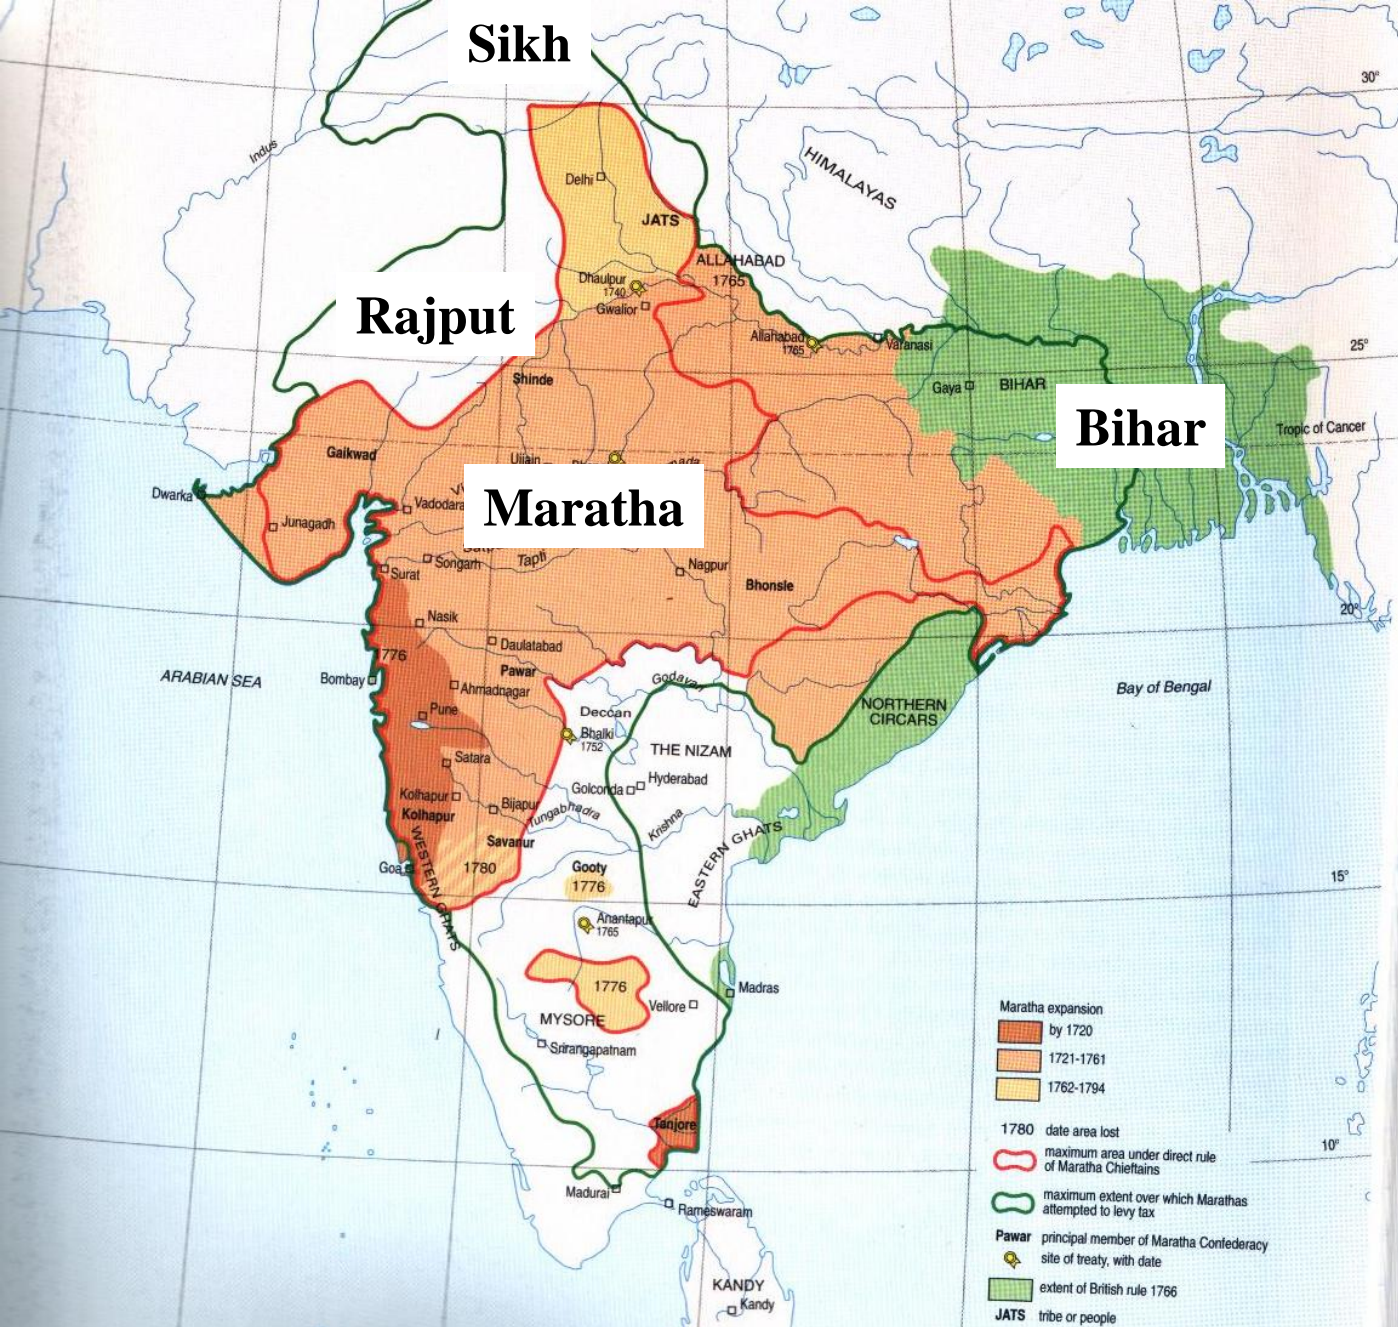 Sikh
30°
Indus
HIMALAYAS
Delhi
JATS
ALLAHABAD
1765
Dhaulpur
1740
Gwalior
Rajput
Allahabad
1765
Varanasi
25°
Shinde
Gaya
BIHAR
Bihar
Tropic of Cancer
Gaikwad
Ujjain
Dwarka
Vadodara
Maratha
Junagadh
Songarh
Tapti
Surat
Nagpur
Bhonsle
20°
Nasik
Daulatabad
1776
Pawar
ARABIAN SEA
Bombay
Ahmadnagar
Godavari
Bay of Bengal
Pune
Deccan
NORTHERN
CIRCARS
Bhalki
1752
THE NIZAM
Satara
Hyderabad
Golconda
Kolhapur
Bijapur
Kolhapur
Tungabhadra
Krishna
EASTERN GHATS
Savanur
WESTERN GHATS
Goa
1780
Gooty
1776
15°
Anantapur
1765
1776
Madras
Vellore
MYSORE
Srirangapatnam
Tanjore
10°
Madurai
Rameswaram
KANDY
Kandy
Maratha expansion
by 1720
1721-1761
1762-1794
1780 date area lost
maximum area under direct rule
of Maratha Chieftains
maximum extent over which Marathas
attempted to levy tax
Pawar principal member of Maratha Confederacy
site of treaty, with date
extent of British rule 1766
JATS tribe or people